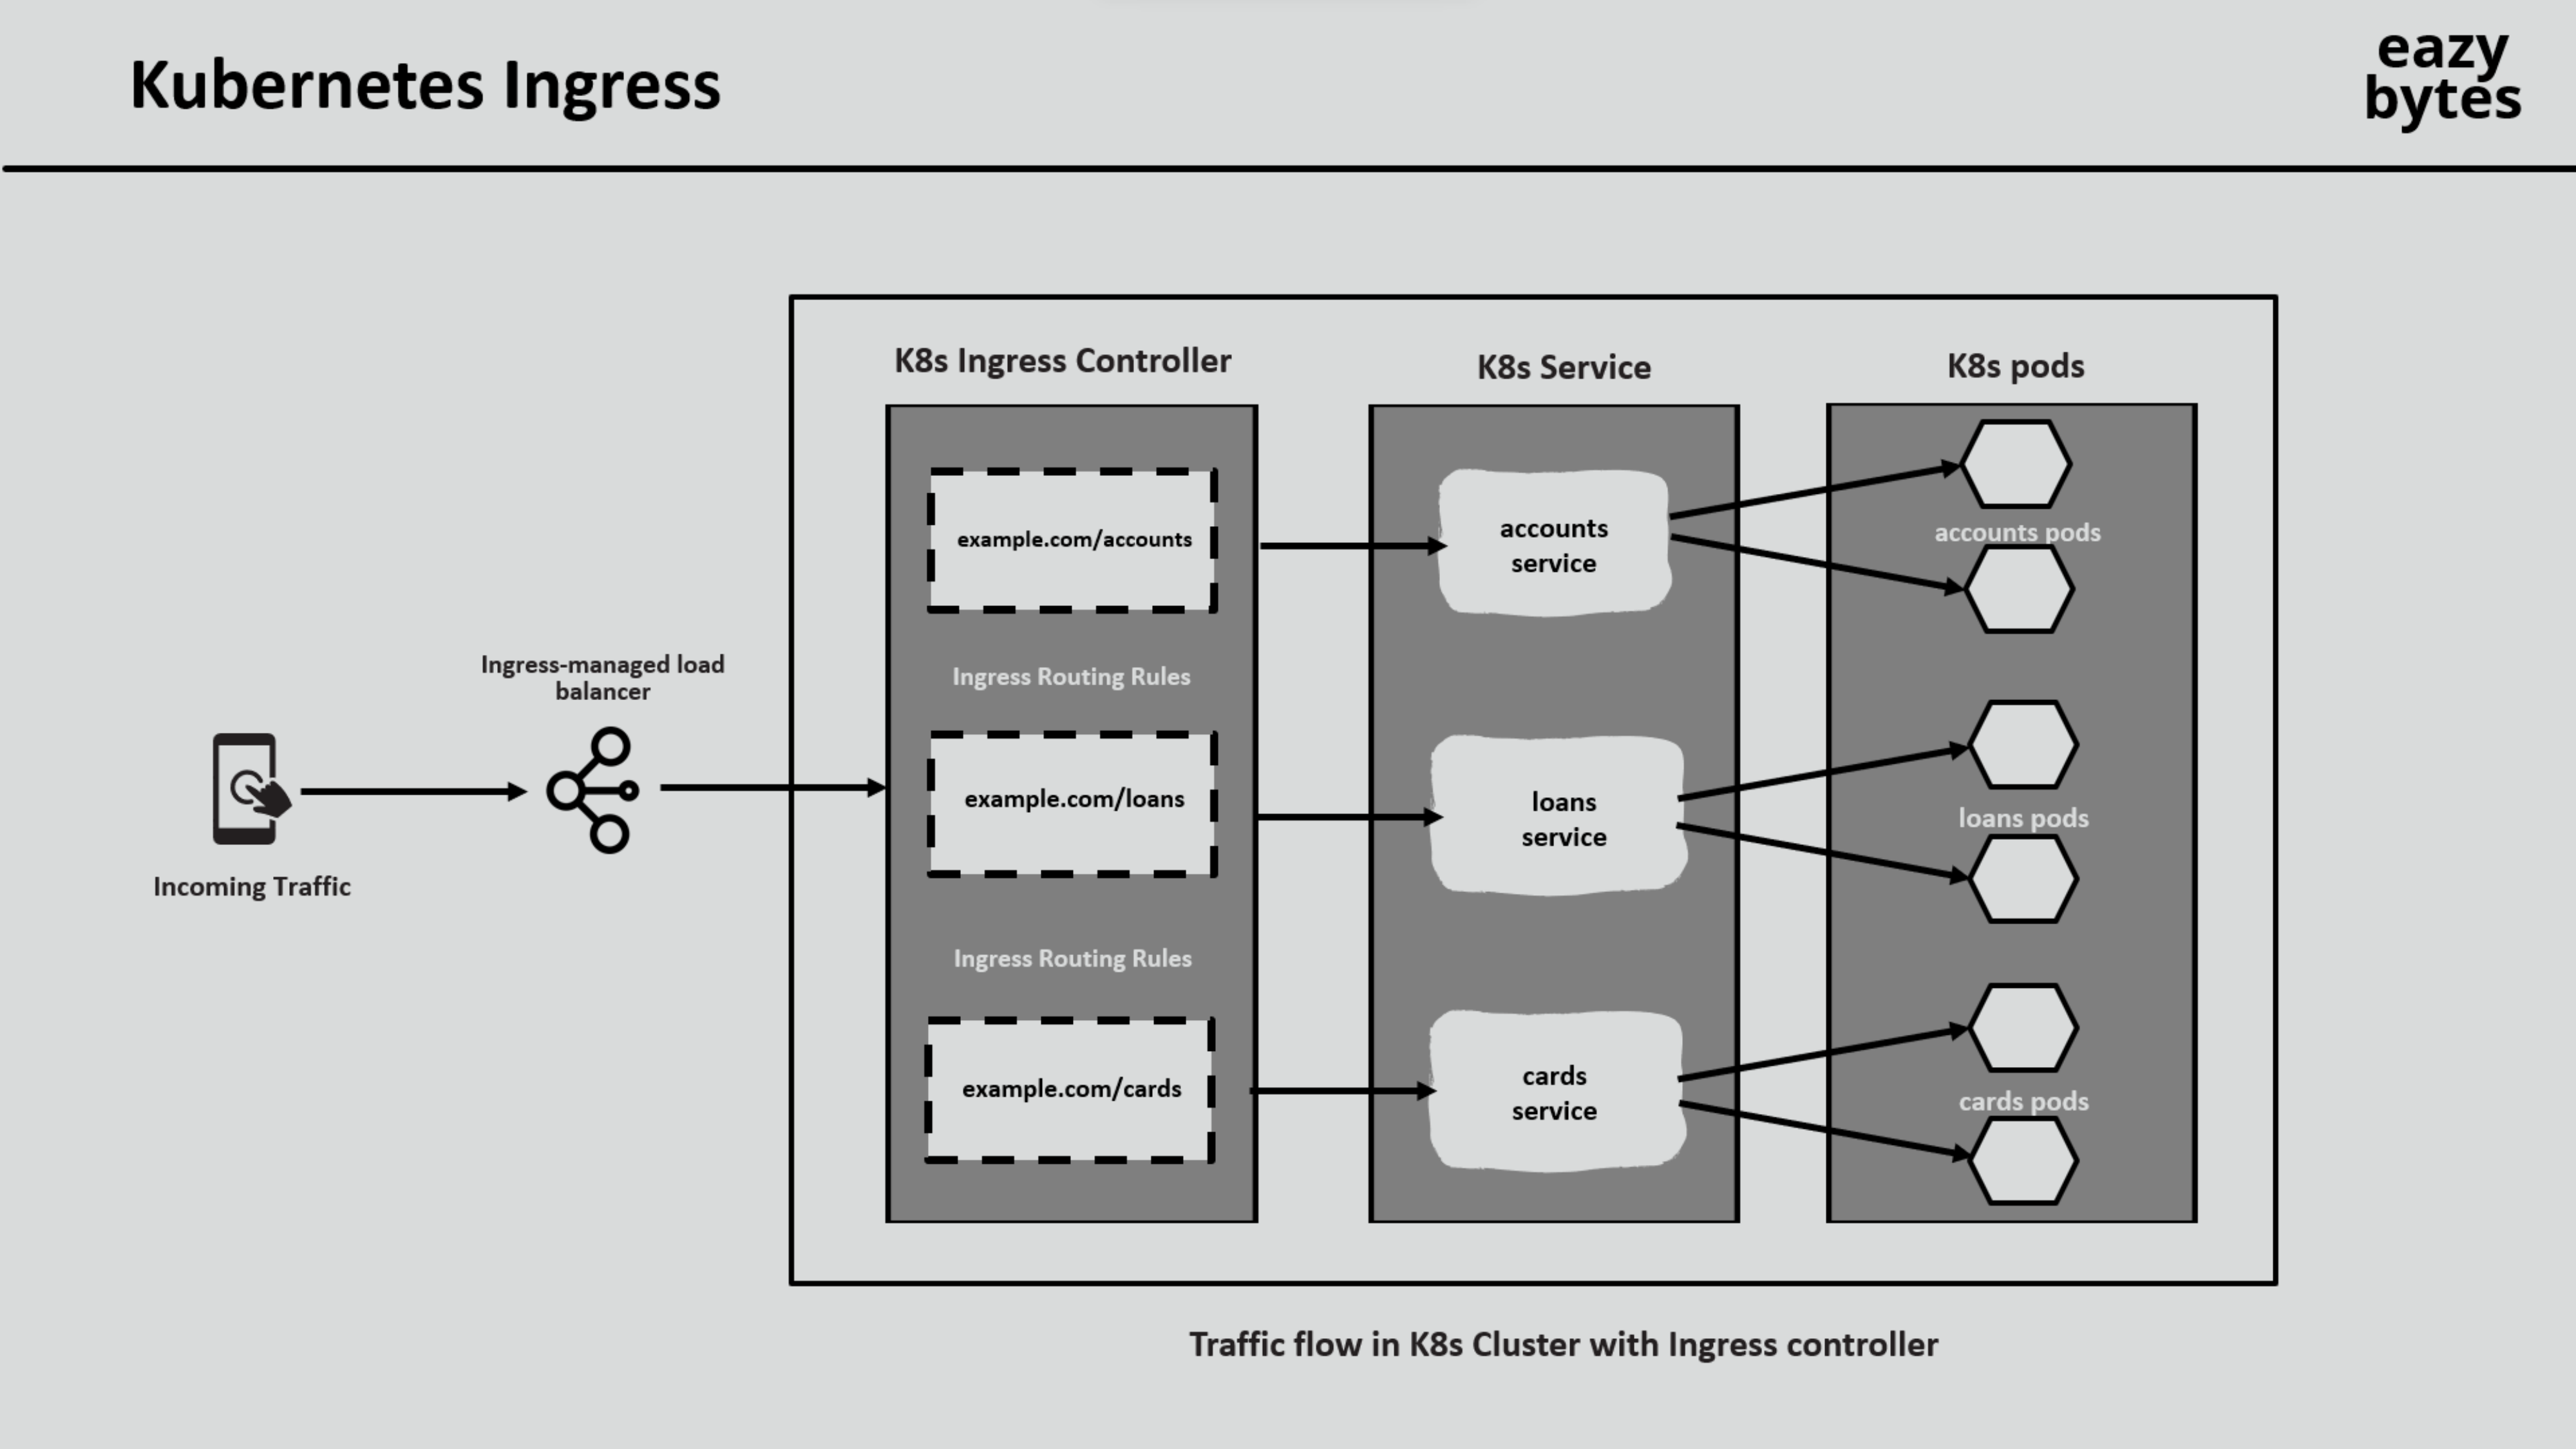 Kubernetes Ingress
eazy
bytes
K8s Ingress Controller
K8s Service
K8s pods
example.com/accounts
accounts
service
accounts pods
Ingress Routing Rules
Ingress-managed load
balancer
example.com/loans
loans
service
loans pods
Incoming Traffic
Ingress Routing Rules
example.com/cards
cards
service
cards pods
Traffic flow in K8s Cluster with Ingress controller